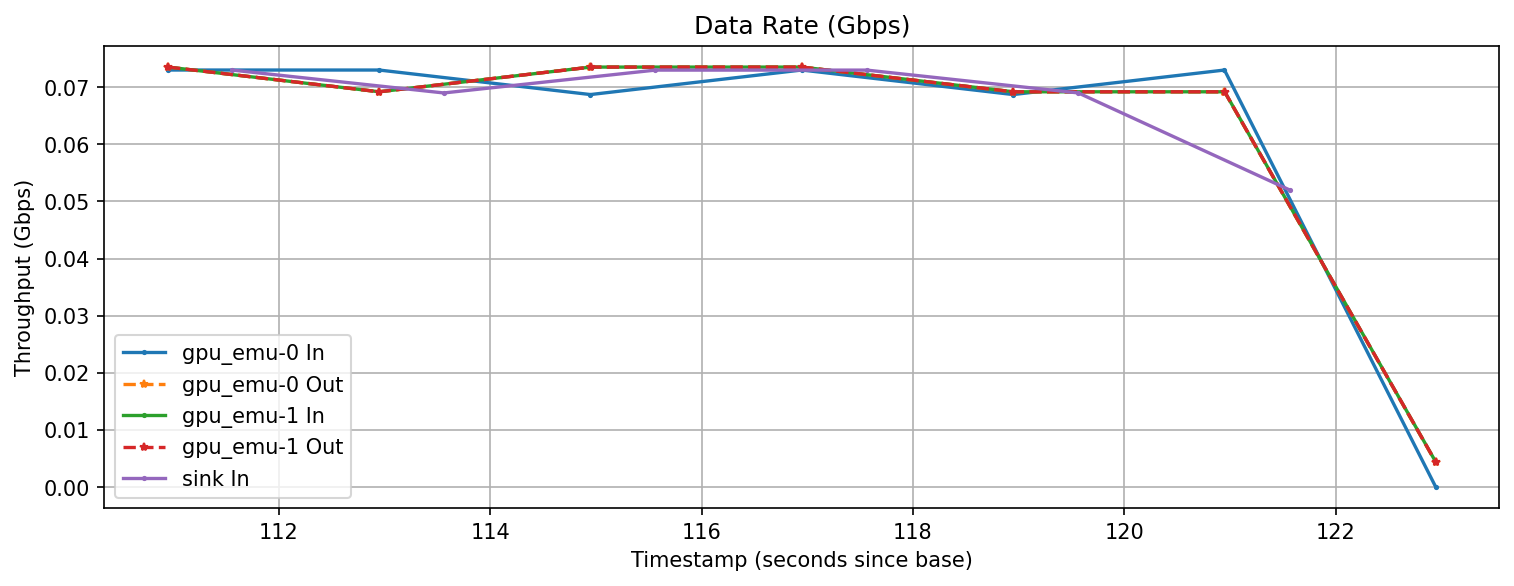 Data Rate (Gbps)
Throughput (Gbps)
0.07
0.06
0.05
0.04
0.03
0.02
0.01
0.00
gpu_emu-0 In
gpu_emu-0 Out
gpu_emu-1 In
gpu_emu-1 Out
sink In
112 114 116 118 120 122
Timestamp (seconds since base)